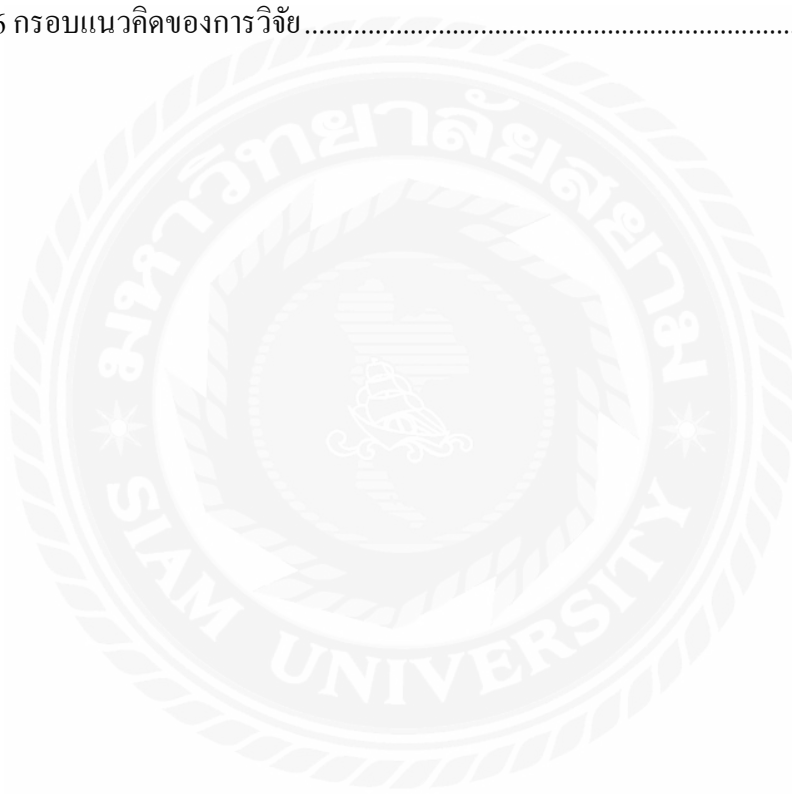 6 กรอบแนวคิดของการวิจัย........................................................................
มหาวิทยาลัยสยาม
SIAM UNIVERSITY